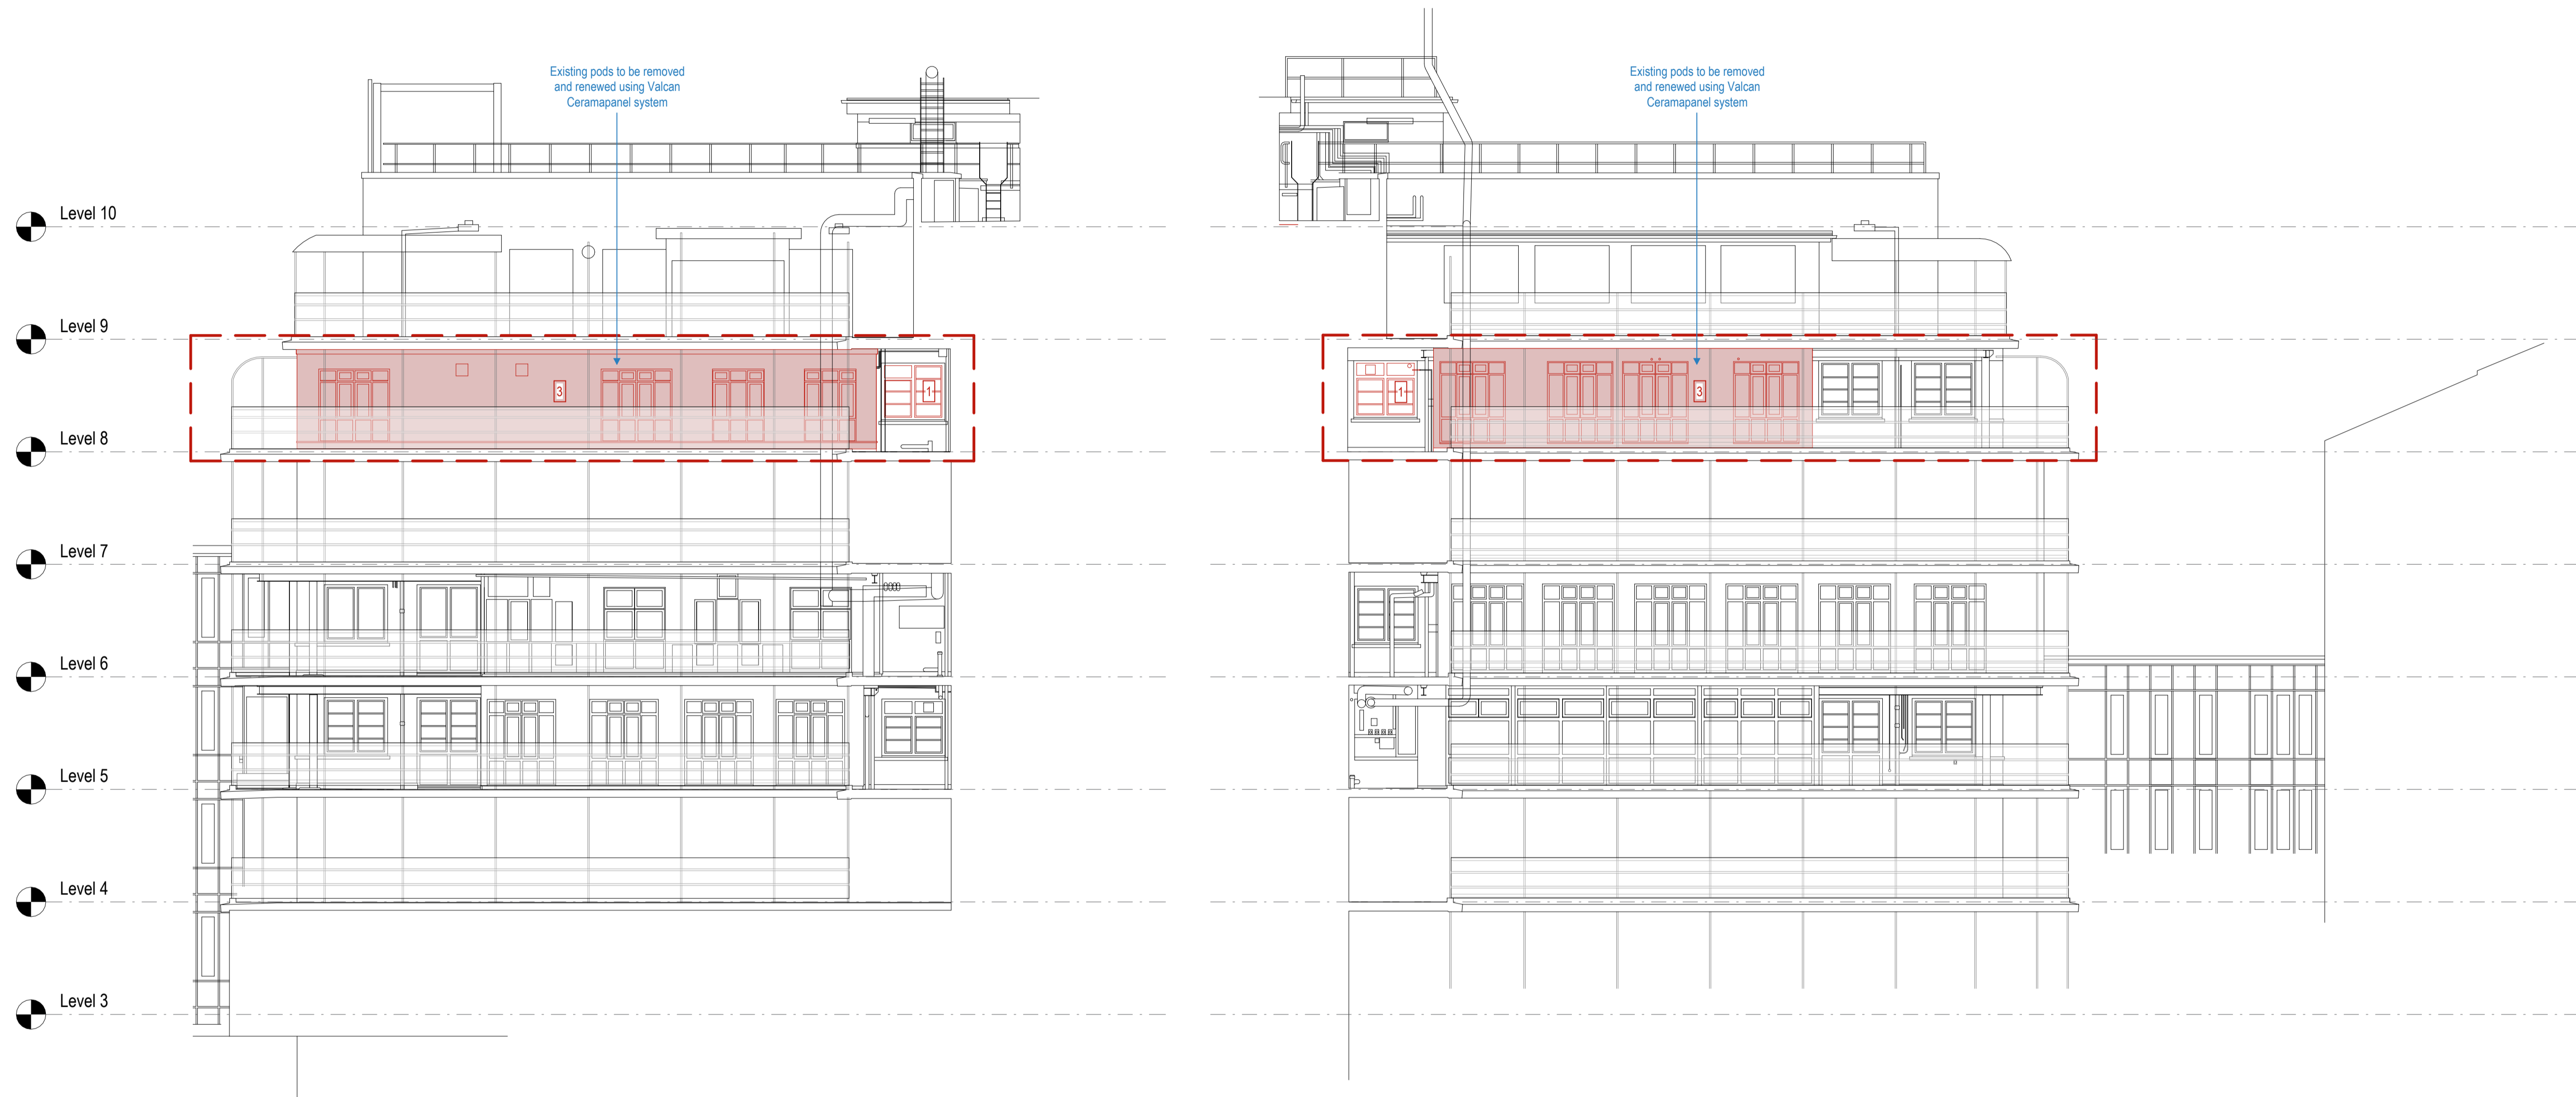 Existing pods to be removed
and renewed using Valcan
Ceramapanel system
Existing pods to be removed
and renewed using Valcan
Ceramapanel system
Level 10
Level 9
3
1
1
3
Level 8
Level 7
Level 6
Level 5
Level 4
Level 3